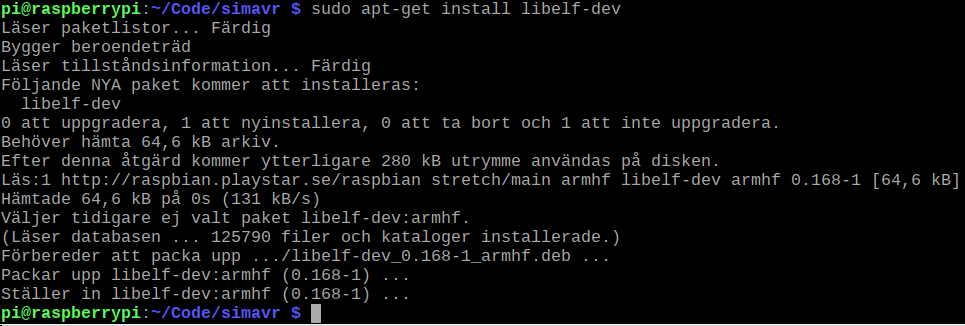 pi@raspberrypi:~/Code/simavr $ sudo apt-get install libelf-dev
Läser paketlistor... Färdig
Bygger beroendeträd
Läser tillståndsinformation... Färdig
Följande NYA paket kommer att installeras:
  libelf-dev
0 att uppgradera, 1 att nyinstallera, 0 att ta bort och 1 att inte uppgradera.
Behöver hämta 64,6 kB arkiv.
Efter denna åtgärd kommer ytterligare 280 kB utrymme användas på disken.
Läs:1 http://raspbian.playstar.se/raspbian stretch/main armhf libelf-dev armhf 0.168-1 [64,6 kB]
Hämtade 64,6 kB på 0s (131 kB/s)
Väljer tidigare ej valt paket libelf-dev:armhf.
(Läser databasen ... 125790 filer och kataloger installerade.)
Förbereder att packa upp .../libelf-dev_0.168-1_armhf.deb ...
Packar upp libelf-dev:armhf (0.168-1) ...
Ställer in libelf-dev:armhf (0.168-1) ...
pi@raspberrypi:~/Code/simavr $